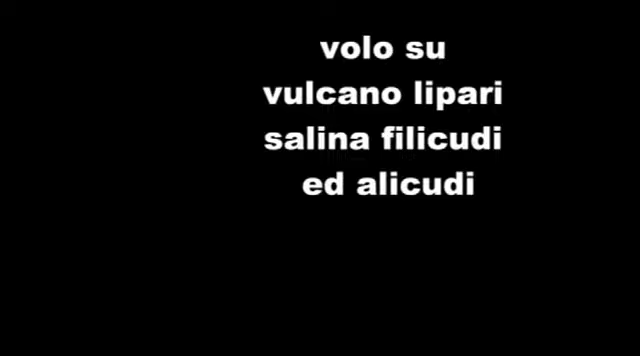 volo su
vulcano lipari
salina filicudi
ed alicudi